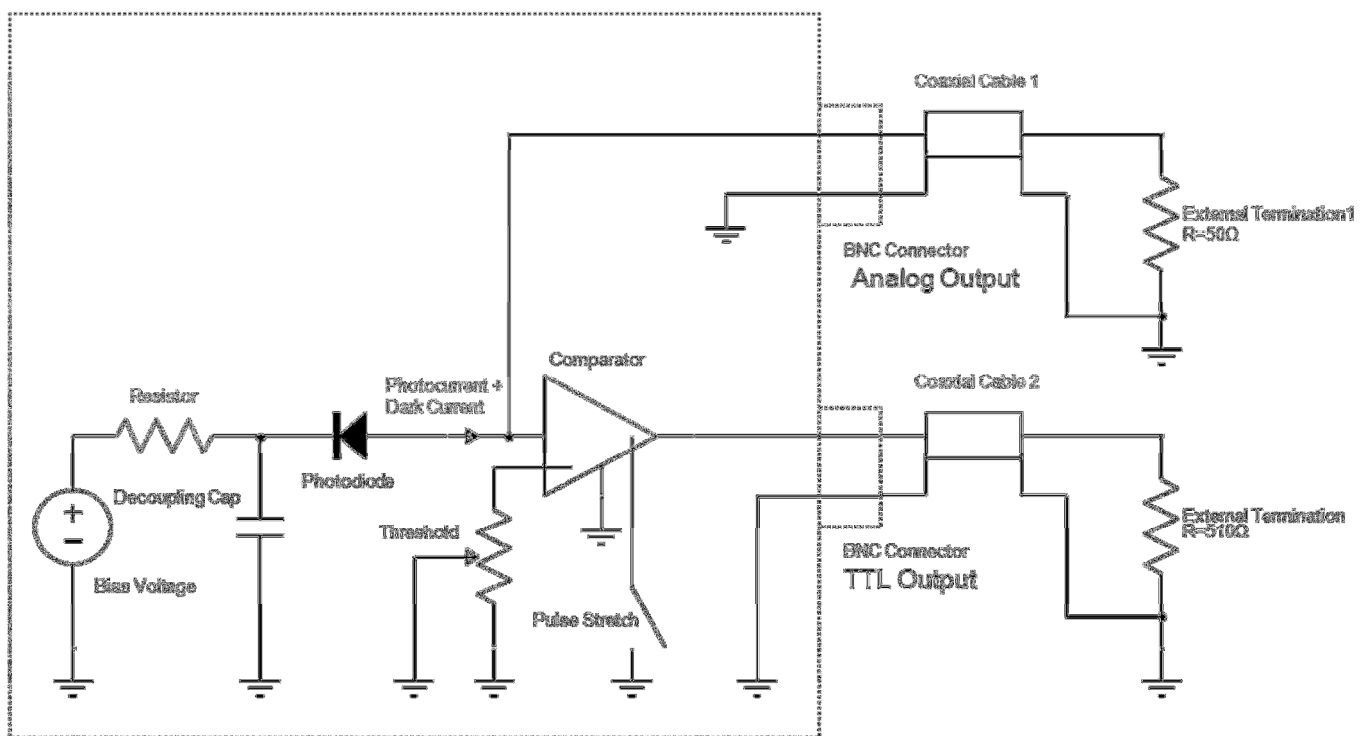 Coaxial Cable 1
External Termination1
R=50Ω
BNC Connector
Analog Output
Comparator
Photocurrent +
Dark Current
Resistor
Coaxial Cable 2
Photodiode
Decoupling Cap
+
-
Threshold
External Termination
R=510Ω
BNC Connector
TTL Output
Bias Voltage
Pulse Stretch